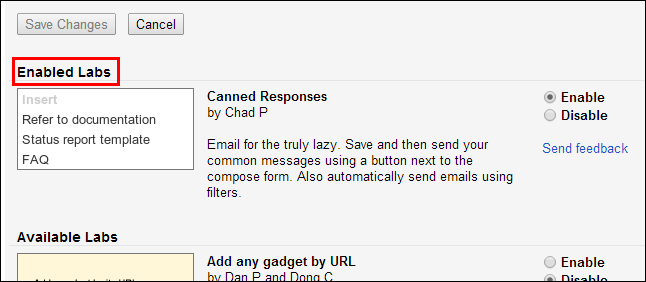 Save Changes Cancel
Enabled Labs
Insert
Refer to documentation
Status report template
FAQ
Canned Responses
by Chad P
Email for the truly lazy. Save and then send your
common messages using a button next to the
compose form. Also automatically send emails using
filters.
Enable
Disable
Send feedback
Available Labs
Add any gadget by URL
by Dan P and Dong C
Enable
Disable